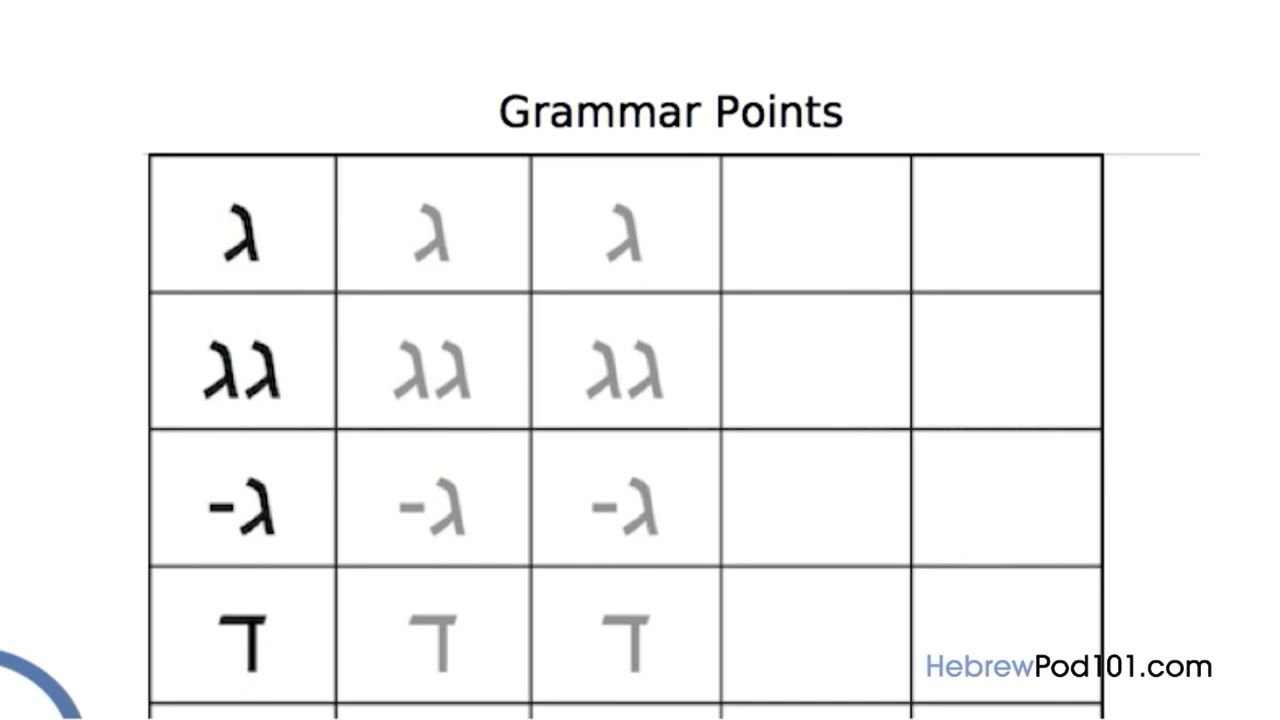 Grammar Points
ג ג ג
גג גג גג
ג- ג- ג-
ד ד ד
HebrewPod101.com